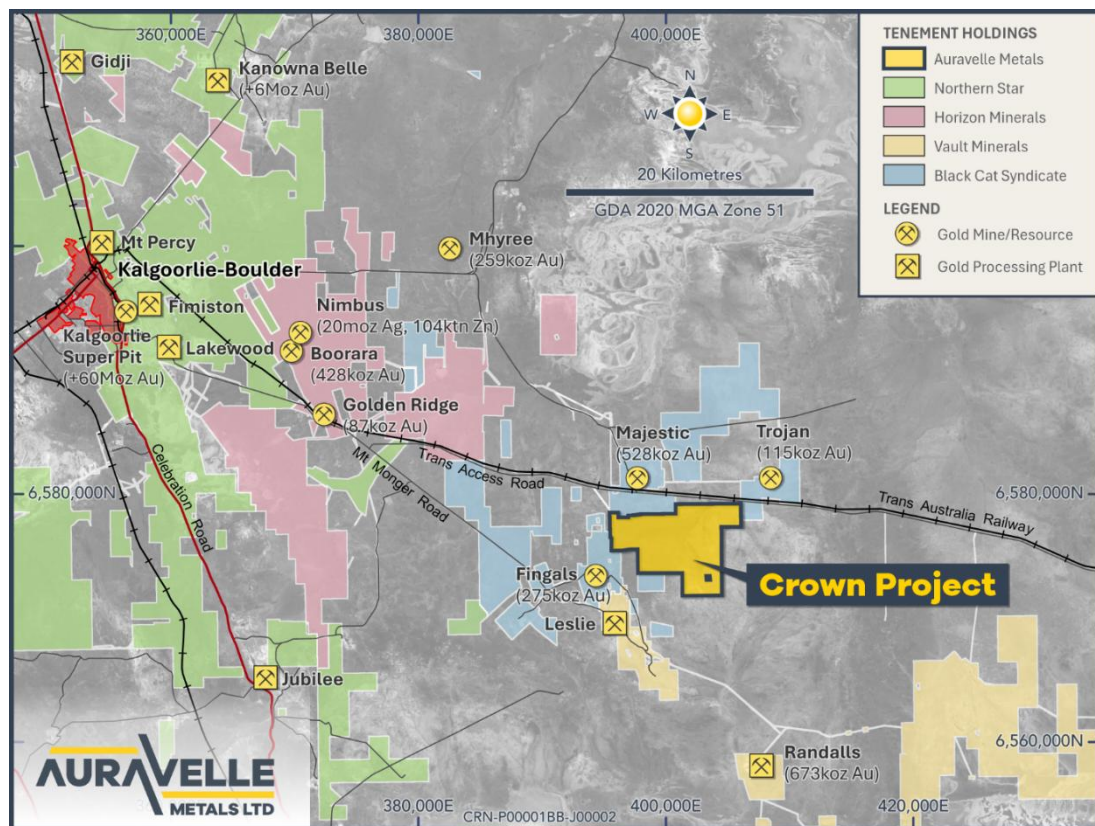 360,000E
380,000E
400,000E
Gidji
Kanowna Belle
(+6Moz Au)
N
W
E
S
20 Kilometres
GDA 2020 MGA Zone 51
TENEMENT HOLDINGS
Auravelle Metals
Northern Star
Horizon Minerals
Vault Minerals
Black Cat Syndicate
LEGEND
Gold Mine/Resource
Gold Processing Plant
Mt Percy
Mhyree
(259koz Au)
Kalgoorlie-Boulder
Fimiston
Nimbus
(20moz Ag, 104ktn Zn)
Kalgoorlie
Super Pit
(+60Moz Au)
Lakewood
Boorara
(428koz Au)
Golden Ridge
(87koz Au)
Majestic
(528koz Au)
Trojan
(115koz Au)
Celebration Road
Mt Monger Road
Trans Access Road
Trans Australia Railway
6,580,000N
6,580,000N
Fingals
(275koz Au)
Crown Project
Leslie
Jubilee
Randalls
(673koz Au)
6,560,000N
AURAVELLE
METALS LTD
380,000E
400,000E
420,000E
CRN-P00001BB-J00002